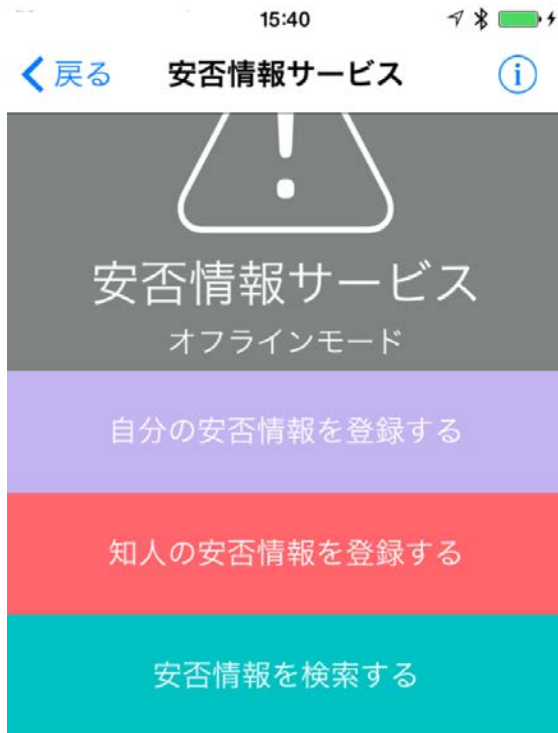 15:40
戻る
安否情報サービス
安否情報サービス
オフラインモード
自分の安否情報を登録する
知人の安否情報を登録する
安否情報を検索する